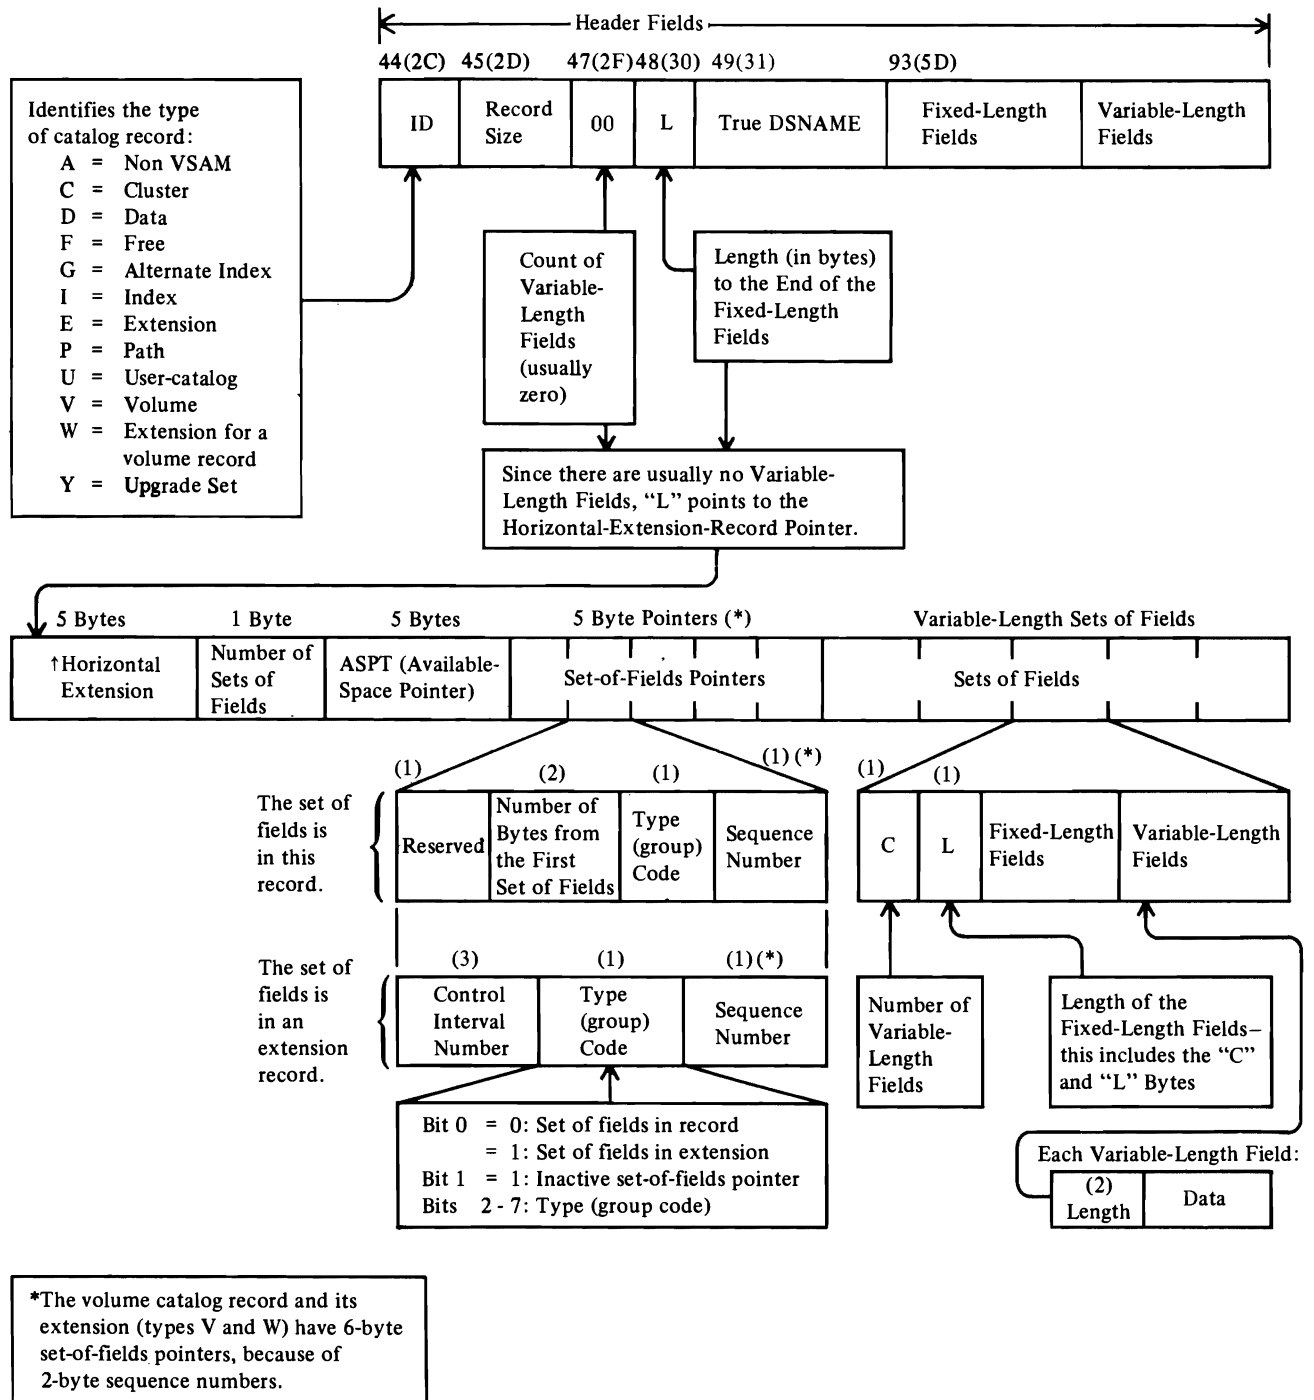 Header Fields
44(2C) 45(2D) 47(2F) 48(30) 49(31) 93(5D)
ID
Record
Size
00
L
True DSNAME
Fixed-Length
Fields
Variable-Length
Fields
Identifies the type
of catalog record:
A = Non VSAM
C = Cluster
D = Data
F = Free
G = Alternate Index
I = Index
E = Extension
P = Path
U = User-catalog
V = Volume
W = Extension for a
volume record
Y = Upgrade Set
Count of
Variable-
Length
Fields
(usually
zero)
Length (in bytes)
to the End of the
Fixed-Length
Fields
Since there are usually no Variable-
Length Fields, “L” points to the
Horizontal-Extension-Record Pointer.
5 Bytes 1 Byte 5 Bytes 5 Byte Pointers (*) Variable-Length Sets of Fields
↑Horizontal
Extension
Number of
Sets of
Fields
ASPT (Available-
Space Pointer)
Set-of-Fields Pointers
Sets of Fields
The set of
fields is
in this
record.
(1) (2) (1) (1) (*)
Reserved
Number of
Bytes from
the First
Set of Fields
Type
(group)
Code
Sequence
Number
(1) (1)
C
L
Fixed-Length
Fields
Variable-Length
Fields
The set of
fields is
in an
extension
record.
(3) (1) (1) (*)
Control
Interval
Number
Type
(group)
Code
Sequence
Number
Number of
Variable-
Length
Fields
Length of the
Fixed-Length Fields–
this includes the “C”
and “L” Bytes
Bit 0 = 0: Set of fields in record
= 1: Set of fields in extension
Bit 1 = 1: Inactive set-of-fields pointer
Bits 2 - 7: Type (group code)
Each Variable-Length Field:
(2)
Length
Data
*The volume catalog record and its
extension (types V and W) have 6-byte
set-of-fields pointers, because of
2-byte sequence numbers.